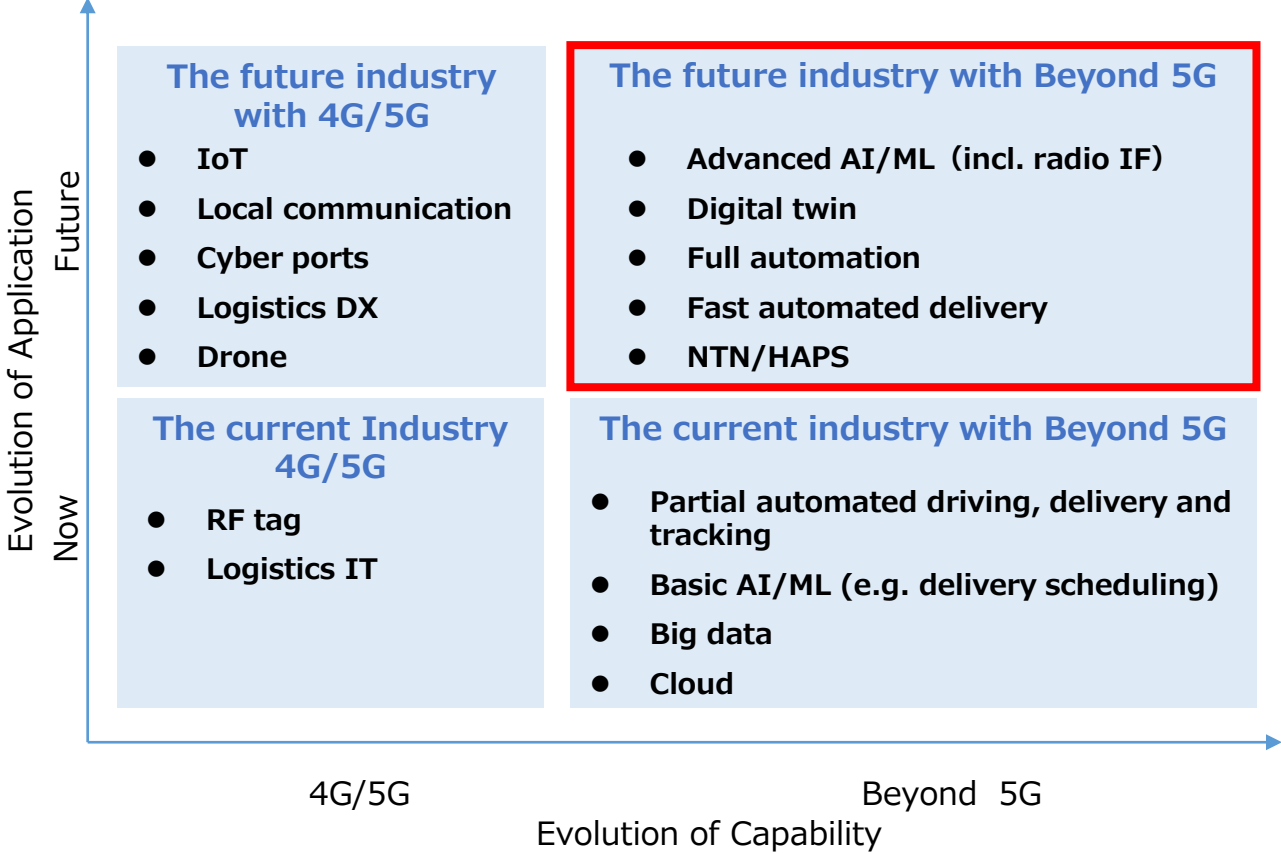 The future industry
with 4G/5G
● IoT
● Local communication
● Cyber ports
● Logistics DX
● Drone
The future industry with Beyond 5G
● Advanced AI/ML（incl. radio IF）
● Digital twin
● Full automation
● Fast automated delivery
● NTN/HAPS
The current Industry
4G/5G
● RF tag
● Logistics IT
The current industry with Beyond 5G
● Partial automated driving, delivery and
tracking
● Basic AI/ML (e.g. delivery scheduling)
● Big data
● Cloud
Evolution of Application
Future
Now
4G/5G
Beyond 5G
Evolution of Capability